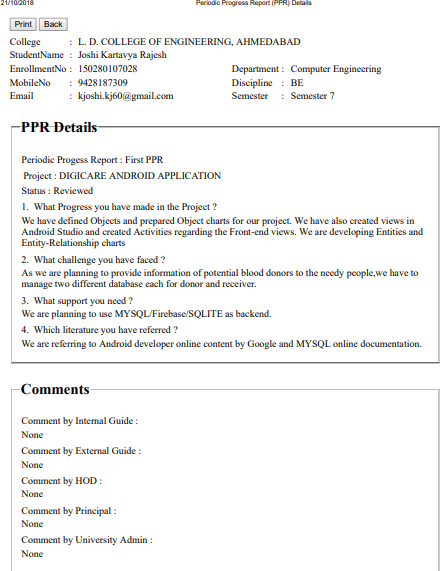 21/10/2018 Periodic Progress Report (PPR) Details
Print Back
College : L. D. COLLEGE OF ENGINEERING, AHMEDABAD
StudentName : Joshi Kartavya Rajesh
EnrollmentNo : 150280107028 Department : Computer Engineering
MobileNo : 9428187309 Discipline : BE
Email : kjoshi.kj60@gmail.com Semester : Semester 7
PPR Details
Periodic Progess Report : First PPR
Project : DIGICARE ANDROID APPLICATION
Status : Reviewed
1. What Progress you have made in the Project ?
We have defined Objects and prepared Object charts for our project. We have also created views in
Android Studio and created Activities regarding the Front-end views. We are developing Entities and
Entity-Relationship charts
2. What challenge you have faced ?
As we are planning to provide information of potential blood donors to the needy people,we have to
manage two different database each for donor and receiver.
3. What support you need ?
We are planning to use MYSQL/Firebase/SQLITE as backend.
4. Which literature you have referred ?
We are referring to Android developer online content by Google and MYSQL online documentation.
Comments
Comment by Internal Guide :
None
Comment by External Guide :
None
Comment by HOD :
None
Comment by Principal :
None
Comment by University Admin :
None